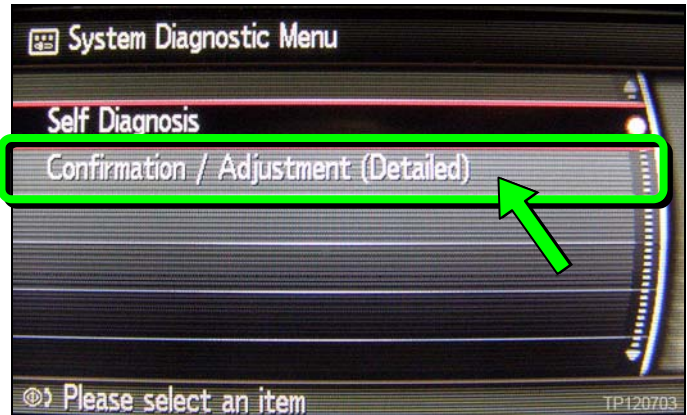 System Diagnostic Menu
Self Diagnosis
Confirmation / Adjustment (Detailed)
Please select an item
TP120703